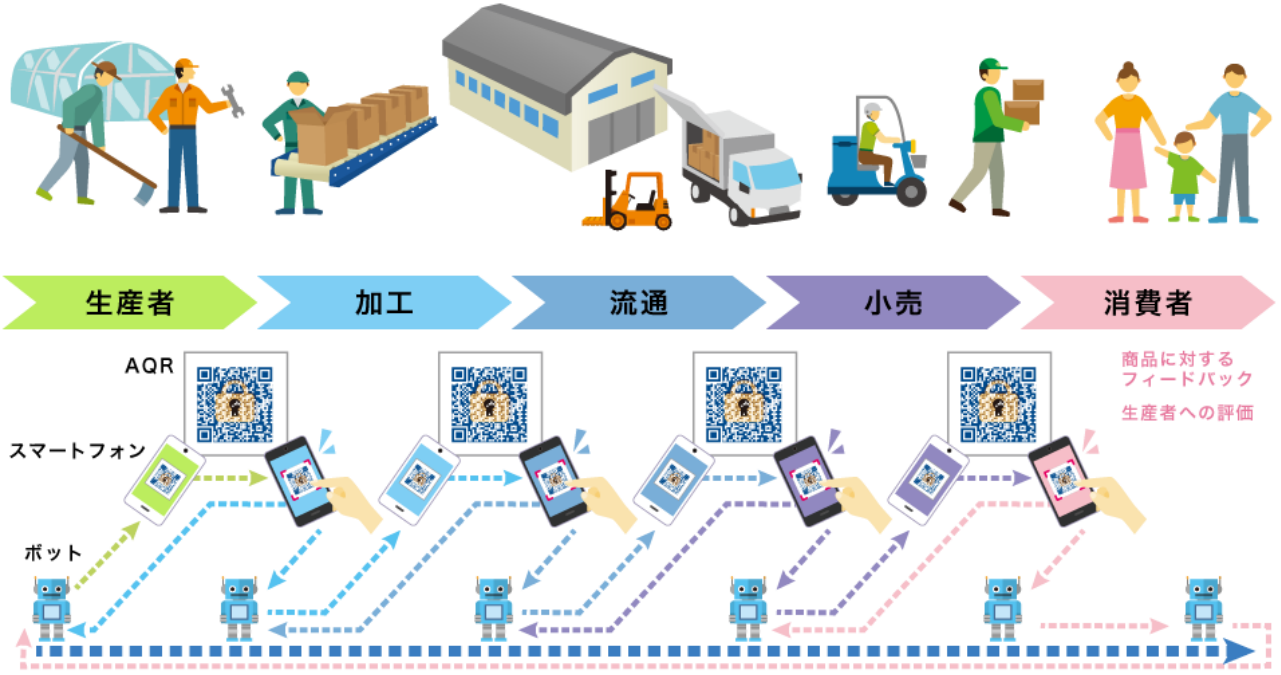 生産者
加工
流通
小売
消費者
AQR
商品に対する
フィードバック
生産者への評価
スマートフォン
ボット